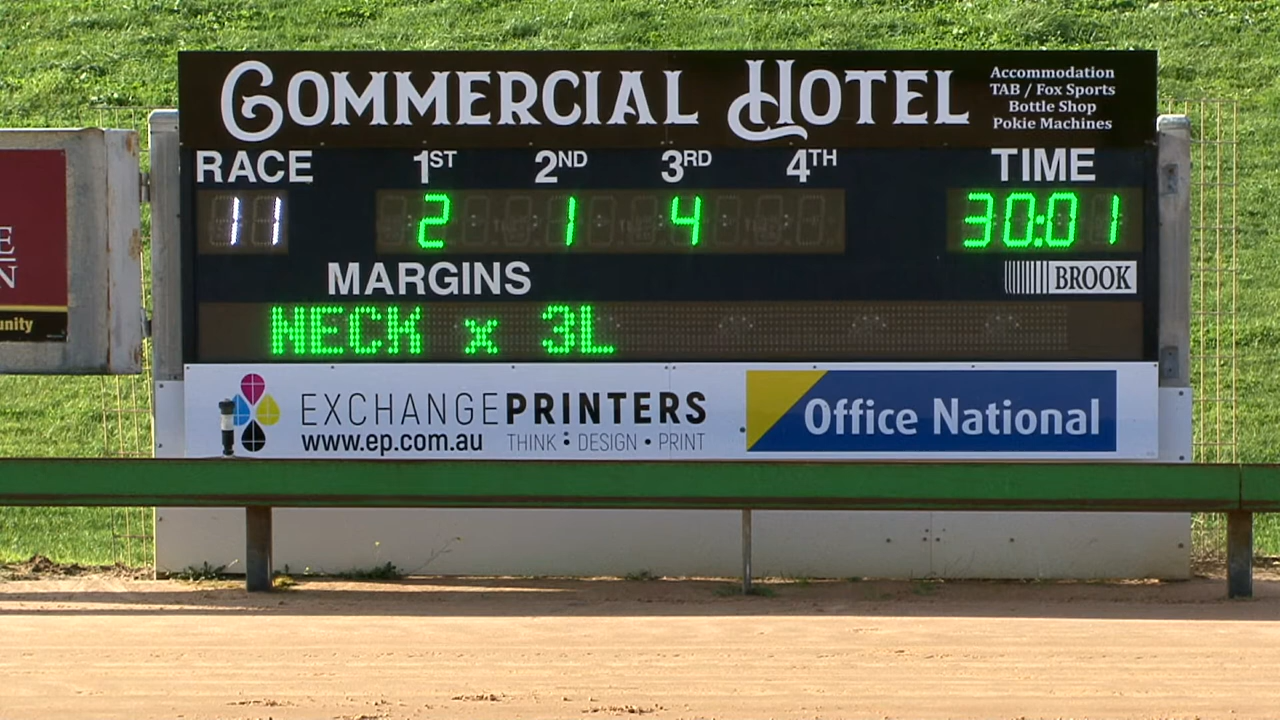 COMMERCIAL HOTEL
Accommodation
TAB / Fox Sports
Bottle Shop
Pokie Machines
RACE 1ST 2ND 3RD 4TH TIME
11 2 1 4 30:01
MARGINS
BROOK
NECK x 3L
E
N
unity
EXCHANGEPRINTERS
www.ep.com.au THINK : DESIGN • PRINT
Office National